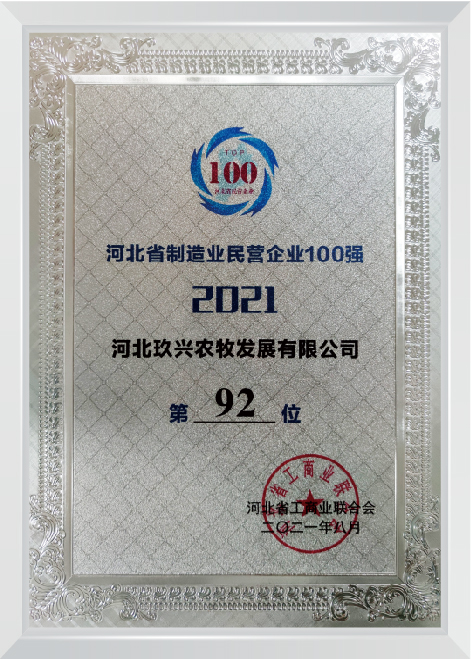 TOP
100
河北省制造业民营企业100强
2021
河北玖兴农牧发展有限公司
第 92 位
河北省工商业联合会
二〇二一年八月